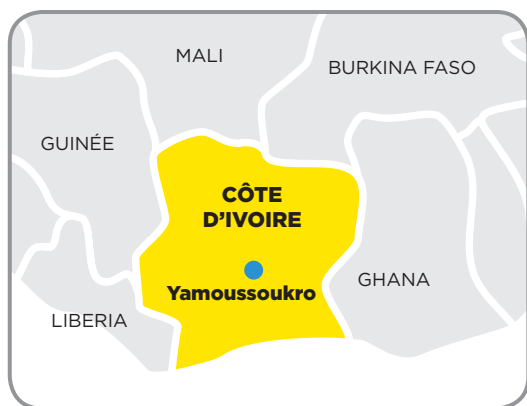 MALI
BURKINA FASO
GUINÉE
CÔTE
D'IVOIRE
Yamoussoukro
GHANA
LIBERIA